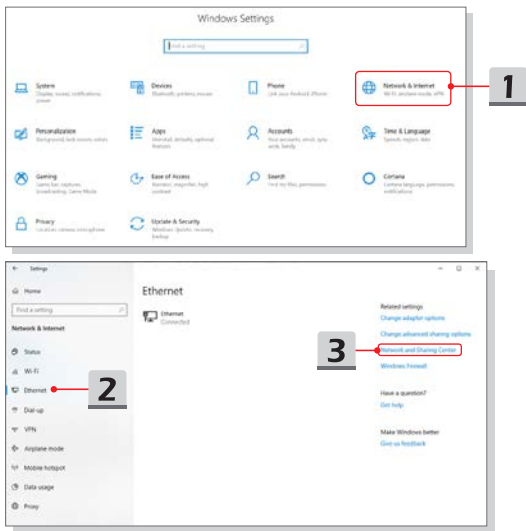 Windows Settings
Find a setting
System
Display, sound, notifications, power
Devices
Bluetooth, printers, mouse
Phone
Link your Android, iPhone
Network & Internet
Wi-Fi, airplane mode, VPN
1
Personalization
Background, lock screen, colors
Apps
Uninstall, defaults, optional features
Accounts
Your accounts, email, sync, work, family
Time & Language
Speech, region, date
Gaming
Game bar, captures, broadcasting, Game Mode
Ease of Access
Narrator, magnifier, high contrast
Search
Find my files, permissions
Cortana
Cortana language, permissions, notifications
Privacy
Location, camera, microphone
Update & Security
Windows Update, recovery, backup
Settings
Home
Find a setting
Network & Internet
Status
Wi-Fi
Ethernet
2
Dial-up
VPN
Airplane mode
Mobile hotspot
Data usage
Proxy
Ethernet
Ethernet
Connected
Related settings
Change adapter options
Change advanced sharing options
3
Network and Sharing Center
Windows Firewall
Have a question?
Get help
Make Windows better
Give us feedback